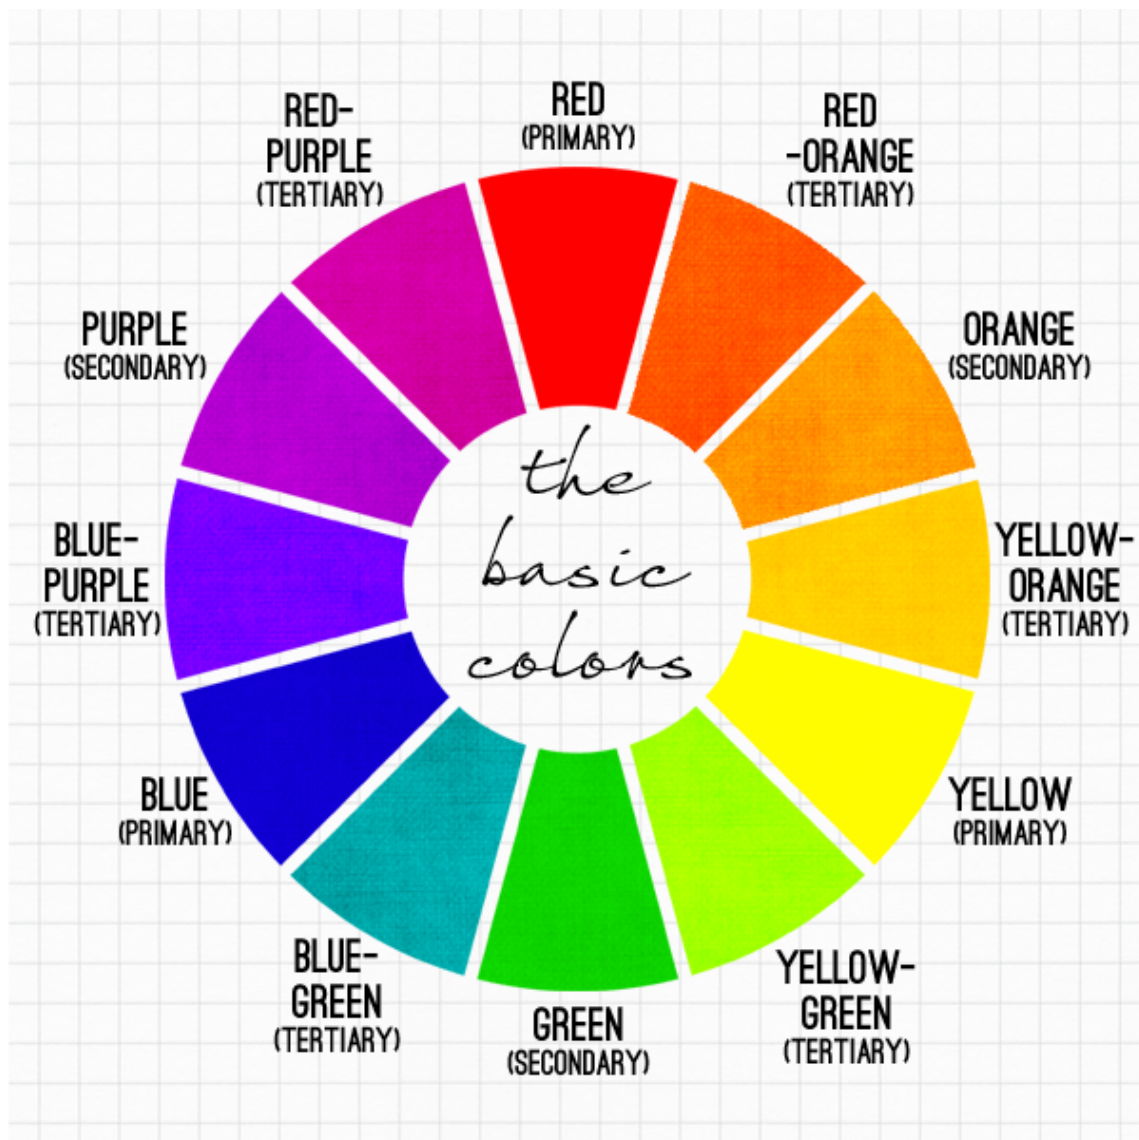 RED
(PRIMARY)
RED
-ORANGE
(TERTIARY)
ORANGE
(SECONDARY)
YELLOW-
ORANGE
(TERTIARY)
YELLOW
(PRIMARY)
YELLOW-
GREEN
(TERTIARY)
GREEN
(SECONDARY)
BLUE-
GREEN
(TERTIARY)
BLUE
(PRIMARY)
BLUE-
PURPLE
(TERTIARY)
PURPLE
(SECONDARY)
RED-
PURPLE
(TERTIARY)
the
basic
colors